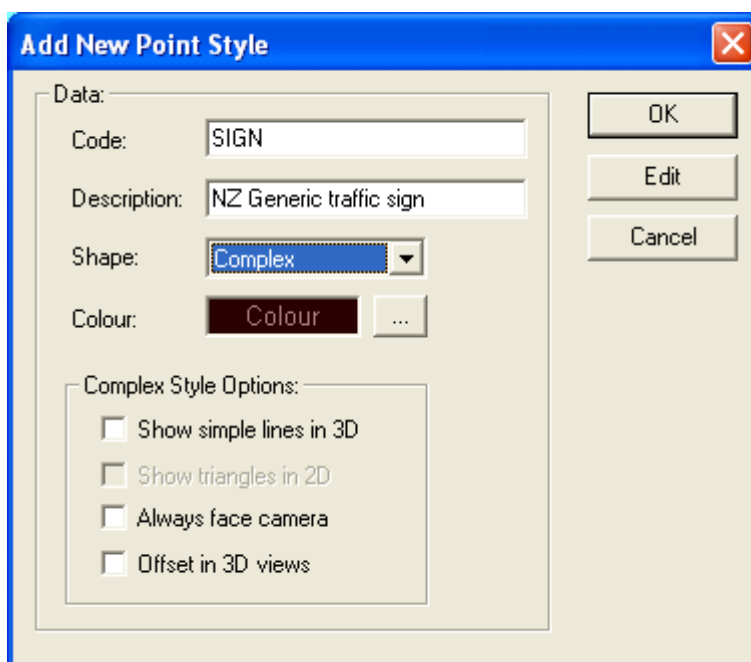 Add New Point Style
Data:
Code: SIGN
Description: NZ Generic traffic sign
Shape: Complex
Colour: Colour ...
Complex Style Options:
Show simple lines in 3D
Show triangles in 2D
Always face camera
Offset in 3D views
OK
Edit
Cancel